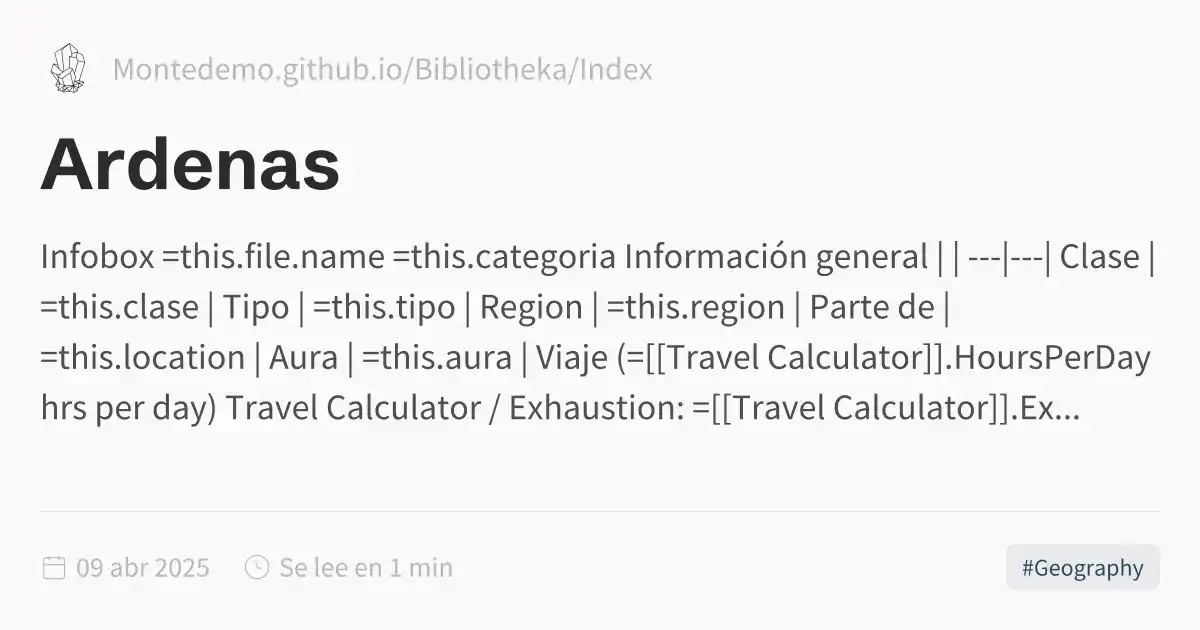 Montedemo.github.io/Bibliotheka/Index
Ardenas
Infobox =this.file.name =this.categoria Información general | | ---|---| Clase |
=this.clase | Tipo | =this.tipo | Region | =this.region | Parte de |
=this.location | Aura | =this.aura | Viaje (=[[Travel Calculator]].HoursPerDay
hrs per day) Travel Calculator / Exhaustion: =[[Travel Calculator]].Ex...
09 abr 2025
Se lee en 1 min
#Geography